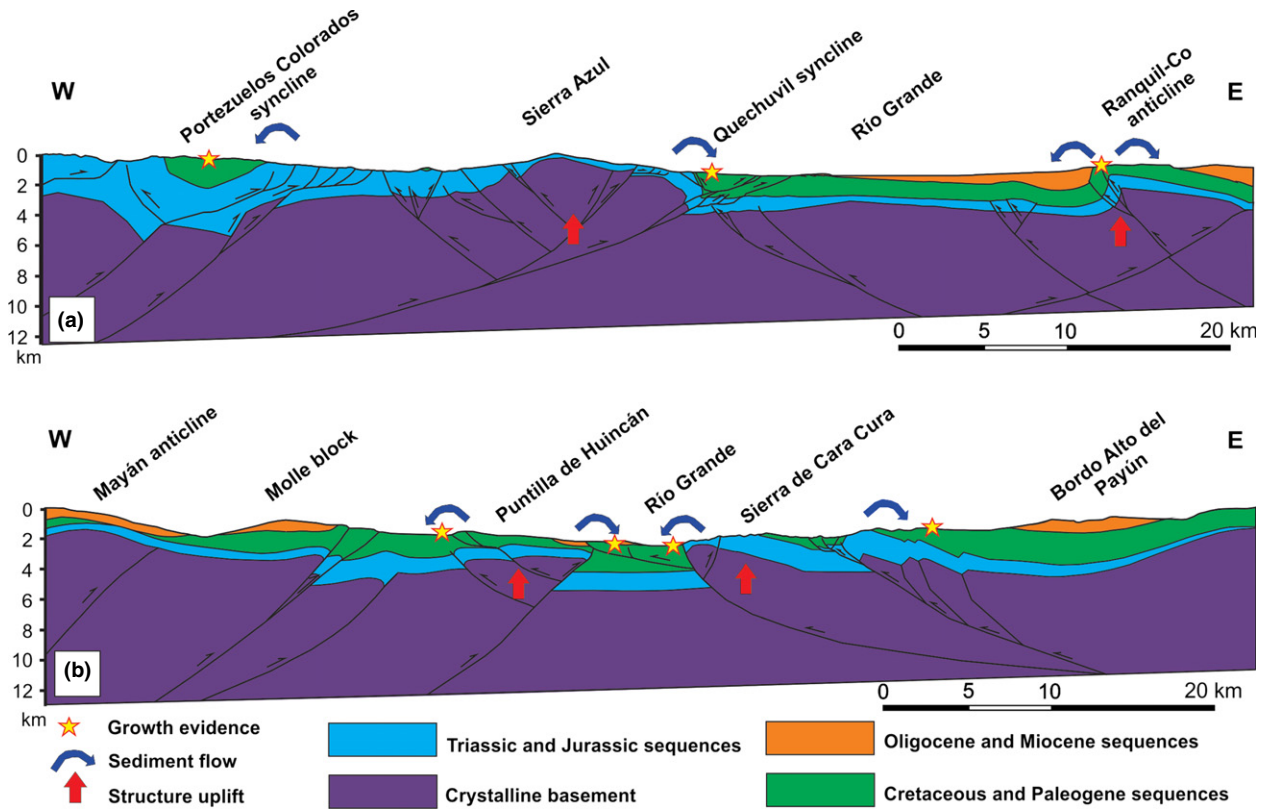 W
Portezuelos Colorados
syncline
Sierra Azul
Quechuvil syncline
Río Grande
Ranquil-Co
anticline
E
0
2
4
6
8
10
12
km
(a)
0 5 10 20 km
W
Mayán anticline
Molle block
Puntilla de Huincán
Río Grande
Sierra de Cara Cura
Bordo Alto del
Payún
E
0
2
4
6
8
10
12
km
(b)
0 5 10 20 km
Growth evidence
Sediment flow
Structure uplift
Triassic and Jurassic sequences
Crystalline basement
Oligocene and Miocene sequences
Cretaceous and Paleogene sequences